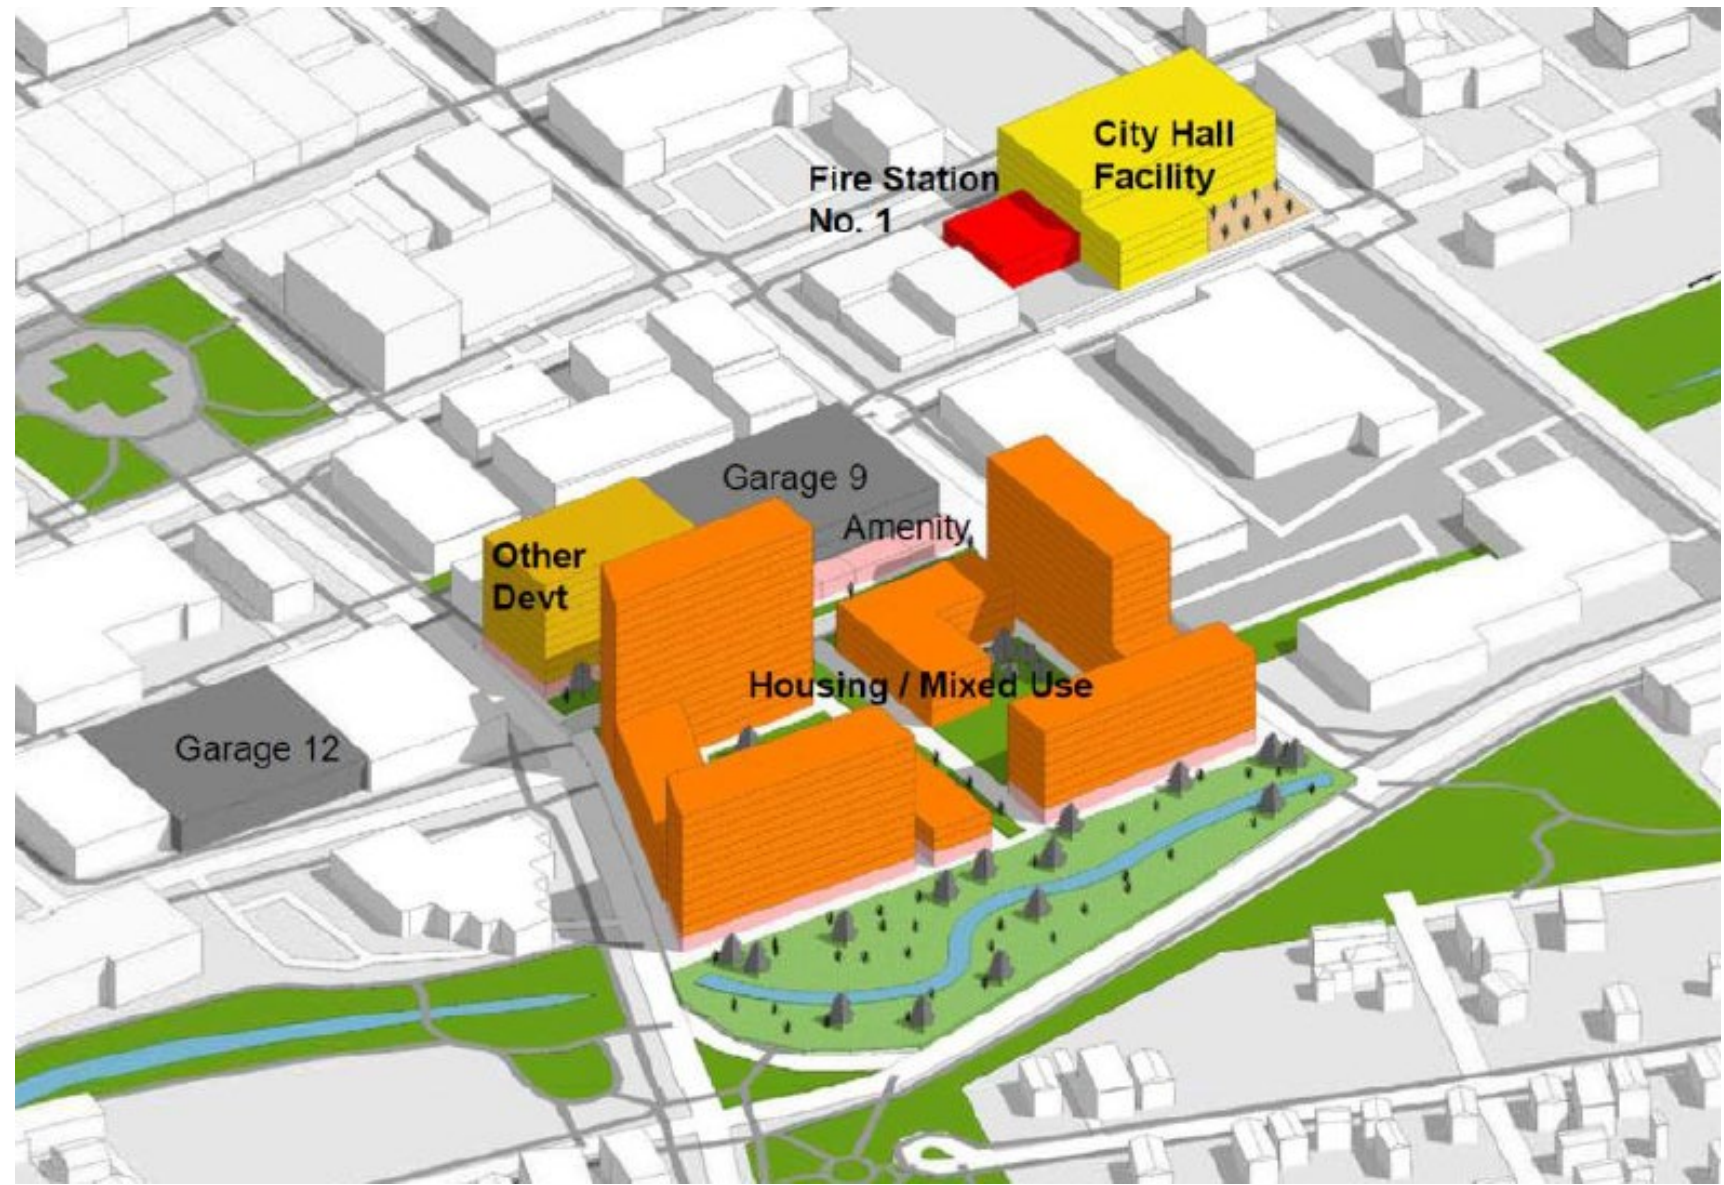 City Hall
Facility
Fire Station
No. 1
Garage 9
Amenity
Other
Devt
Housing / Mixed Use
Garage 12